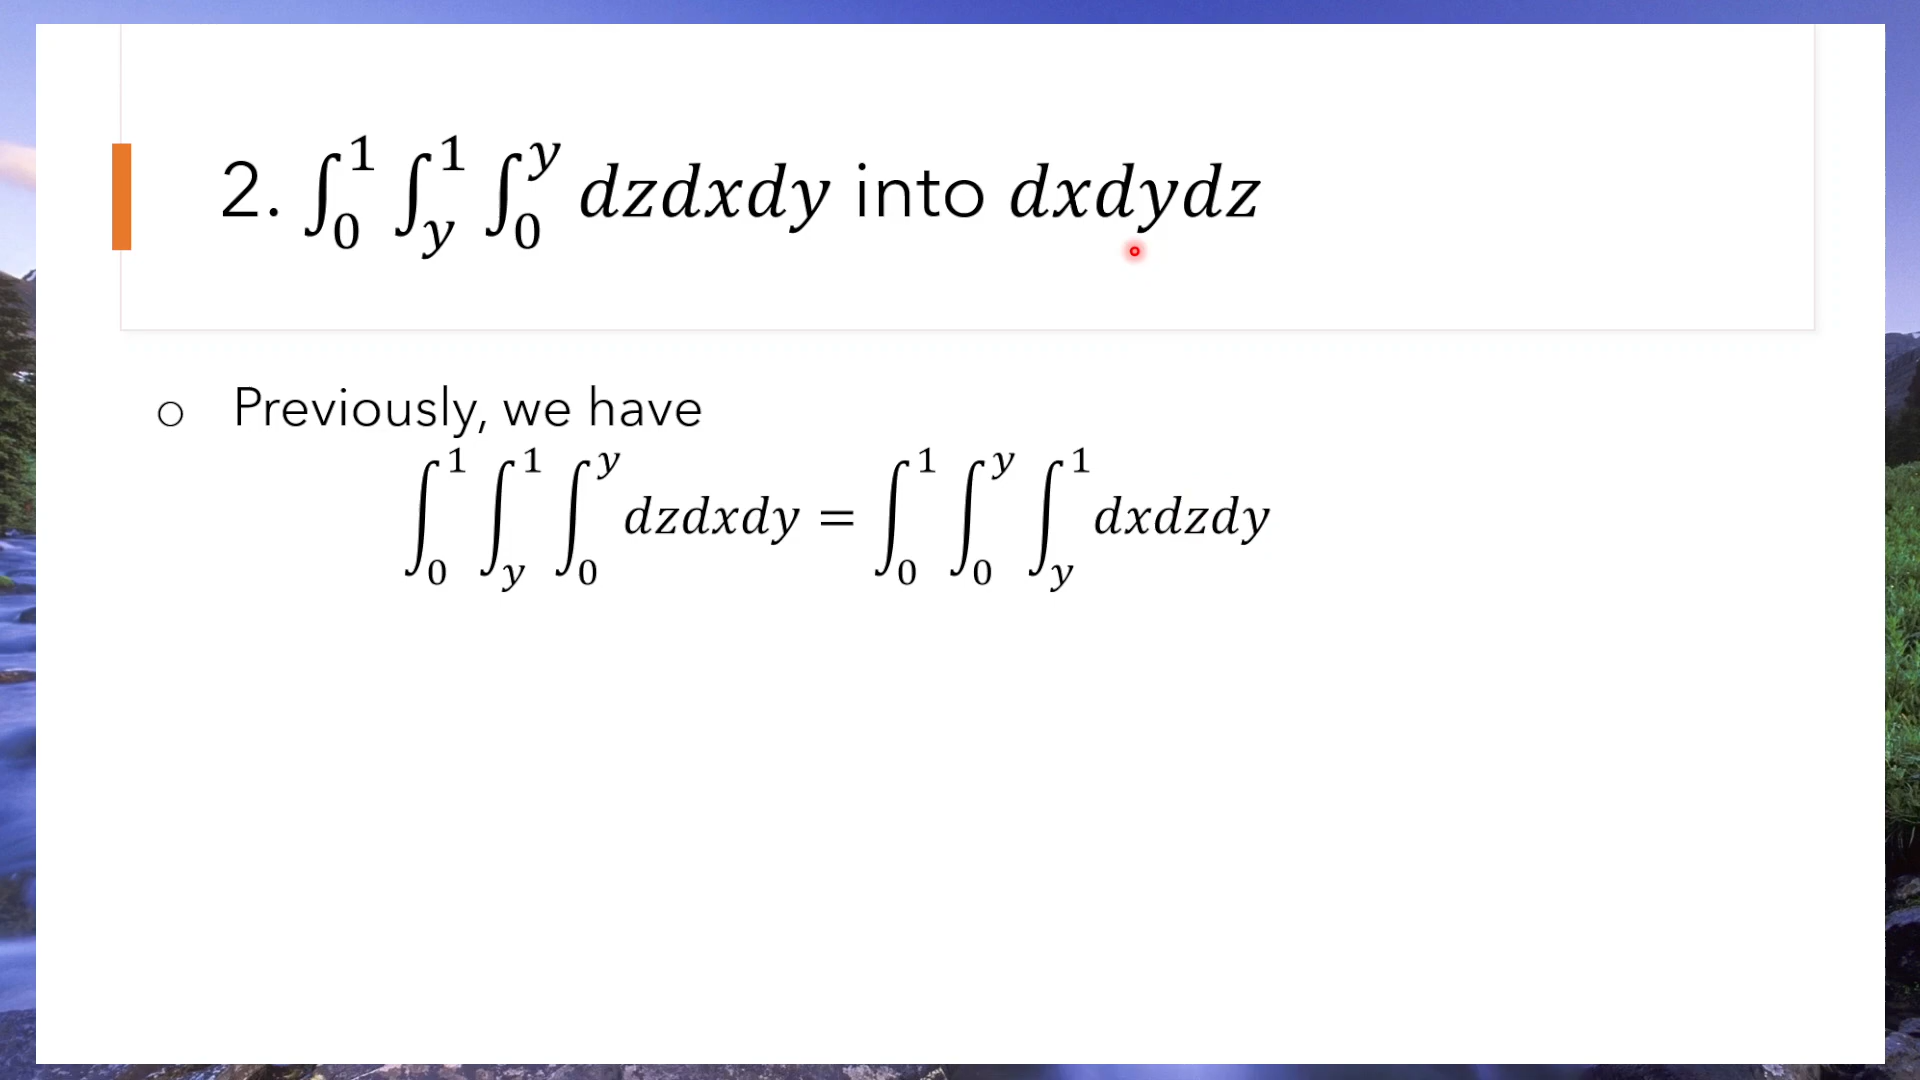 2. ∫₀¹ ∫ᵧ¹ ∫₀ʸ dzdxdy into dxdydz
○ Previously, we have
∫₀¹ ∫ᵧ¹ ∫₀ʸ dzdxdy = ∫₀¹ ∫₀ʸ ∫ᵧ¹ dxdzdy